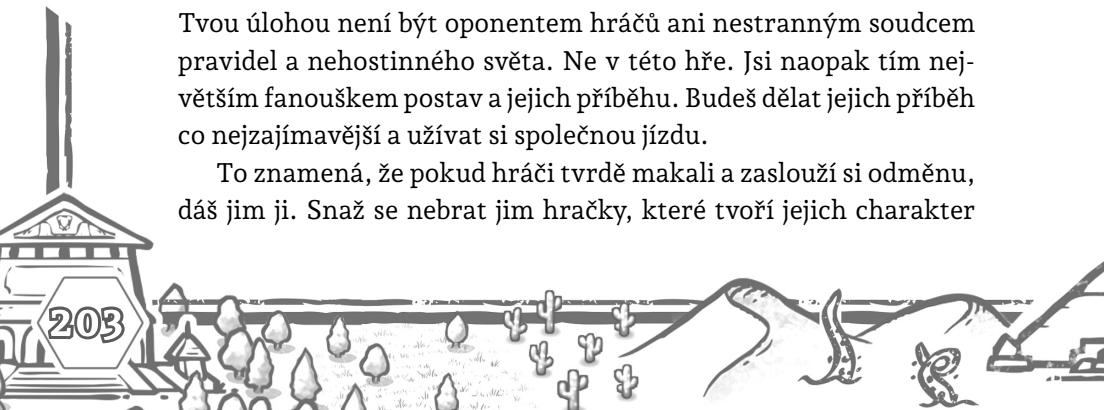 Tvou úlohou není být oponentem hráčů ani nestranným soudcem
pravidel a nehostinného světa. Ne v této hře. Jsi naopak tím nej-
větším fanouškem postav a jejich příběhu. Budeš dělat jejich příběh
co nejzajímavější a užívat si společnou jízdu.
To znamená, že pokud hráči tvrdě makali a zaslouží si odměnu,
dáš jim ji. Snaž se nebrat jim hračky, které tvoří jejich charakter
203